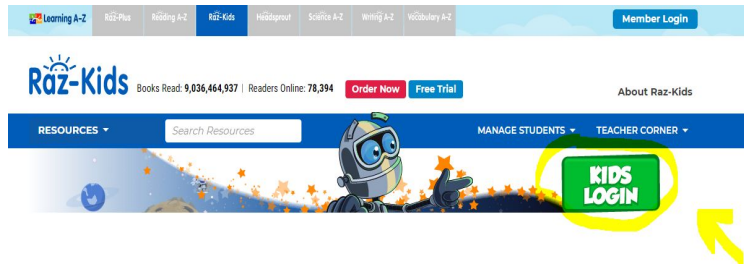 Learning A-Z Raz-Plus Reading A-Z Raz-Kids Headsprout Science A-Z Writing A-Z Vocabulary A-Z Member Login
Raz-Kids Books Read: 9,036,464,937 | Readers Online: 78,394 Order Now Free Trial
About Raz-Kids
RESOURCES Search Resources MANAGE STUDENTS TEACHER CORNER
KIDS
LOGIN